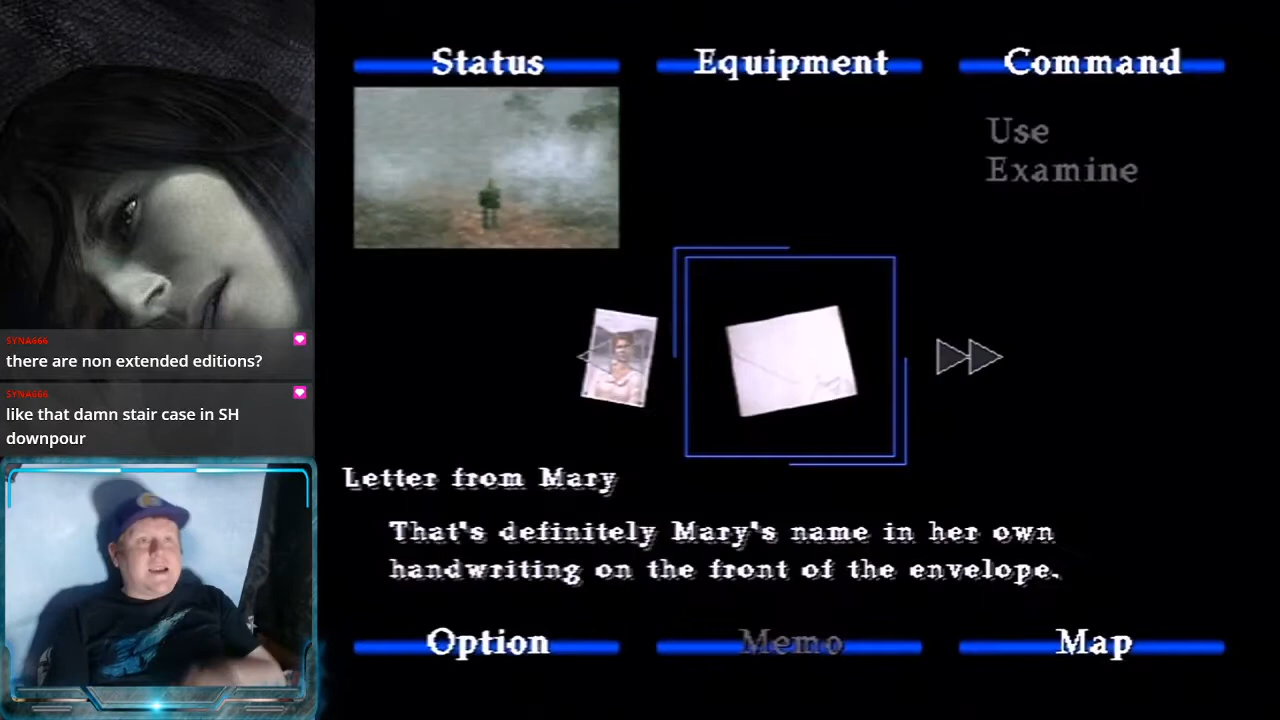 Status
Equipment
Command
Use
Examine
SYNA666
there are non extended editions?
SYNA666
like that damn stair case in SH
downpour
Letter from Mary
That's definitely Mary's name in her own
handwriting on the front of the envelope.
Option
Memo
Map